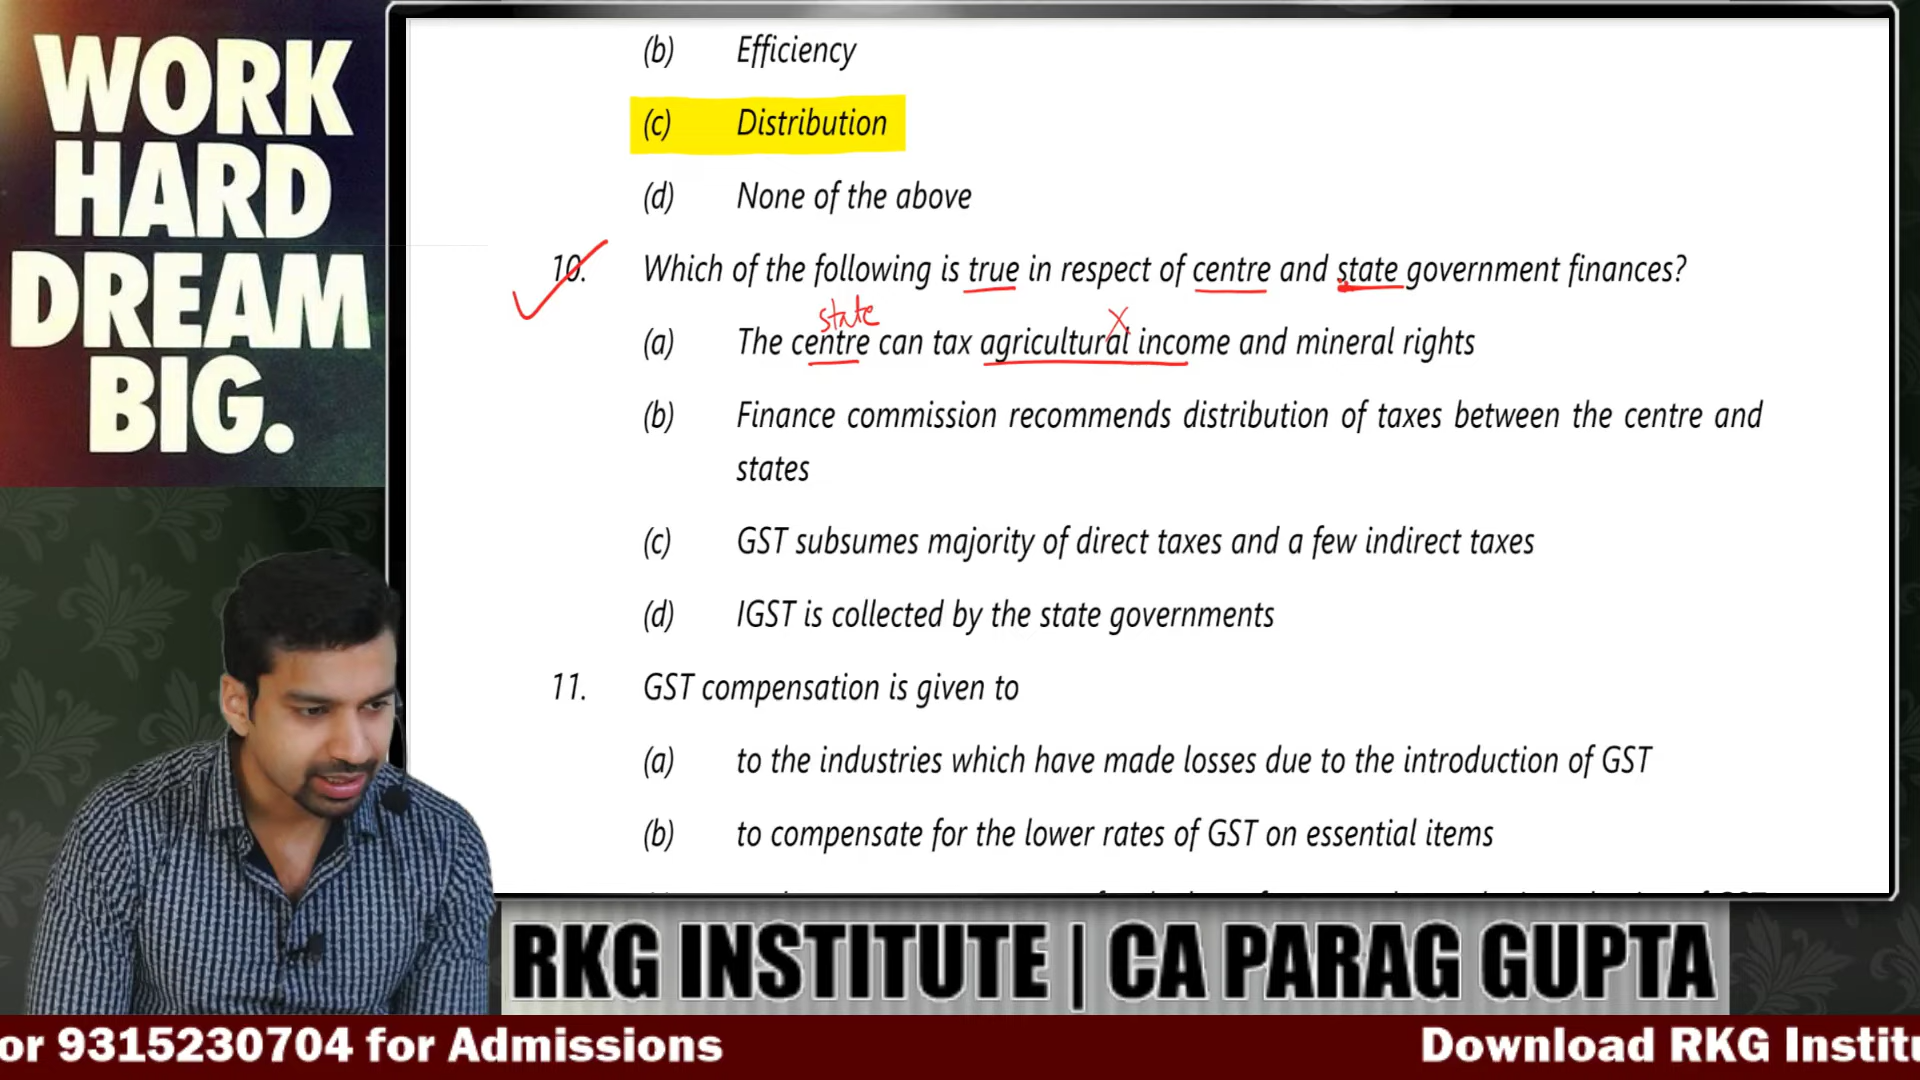 WORK
HARD
DREAM
BIG.
(b) Efficiency
(c) Distribution
(d) None of the above
10. Which of the following is true in respect of centre and state government finances?
state X
(a) The centre can tax agricultural income and mineral rights
(b) Finance commission recommends distribution of taxes between the centre and
states
(c) GST subsumes majority of direct taxes and a few indirect taxes
(d) IGST is collected by the state governments
11. GST compensation is given to
(a) to the industries which have made losses due to the introduction of GST
(b) to compensate for the lower rates of GST on essential items
RKG INSTITUTE | CA PARAG GUPTA
or 9315230704 for Admissions Download RKG Institu